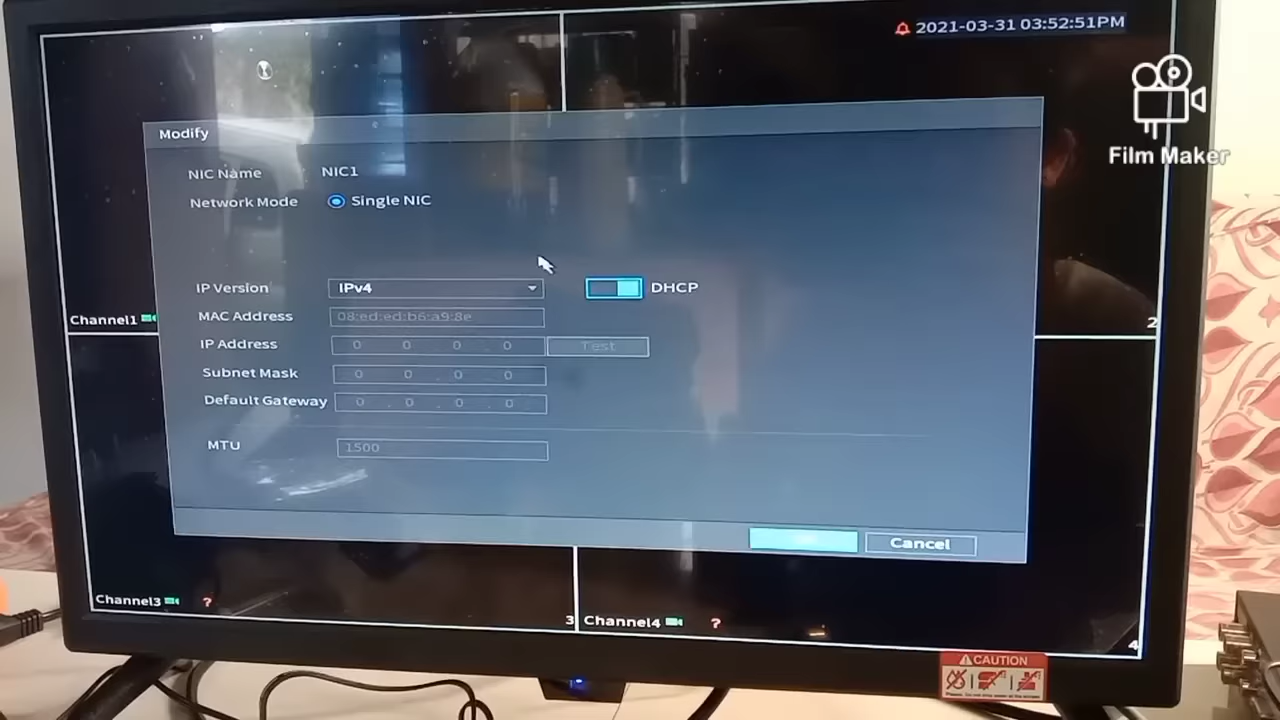 2021-03-31 03:52:51PM
Film Maker
Modify
NIC Name NIC1
Network Mode Single NIC
IP Version IPv4 DHCP
MAC Address 08:ed:ed:b6:a9:8e
IP Address 0 . 0 . 0 . 0 Test
Subnet Mask 0 . 0 . 0 . 0
Default Gateway 0 . 0 . 0 . 0
MTU 1500
Cancel
Channel1
2
Channel3 ?
3
Channel4 ?
4
CAUTION